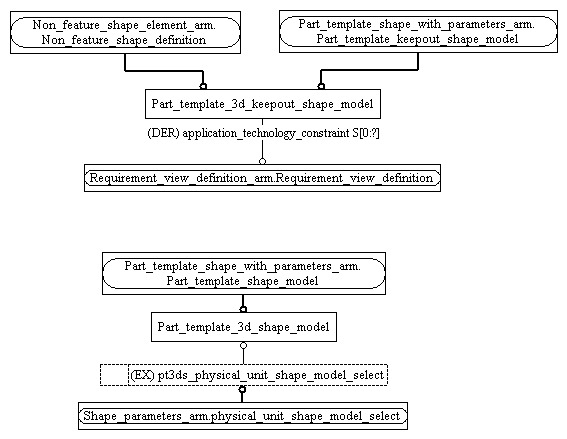 Non_feature_shape_element_arm.
Non_feature_shape_definition
Part_template_shape_with_parameters_arm.
Part_template_keepout_shape_model
Part_template_3d_keepout_shape_model
(DER) application_technology_constraint S[0:?]
Requirement_view_definition_arm.Requirement_view_definition
Part_template_shape_with_parameters_arm.
Part_template_shape_model
Part_template_3d_shape_model
(EX) pt3ds_physical_unit_shape_model_select
Shape_parameters_arm.physical_unit_shape_model_select